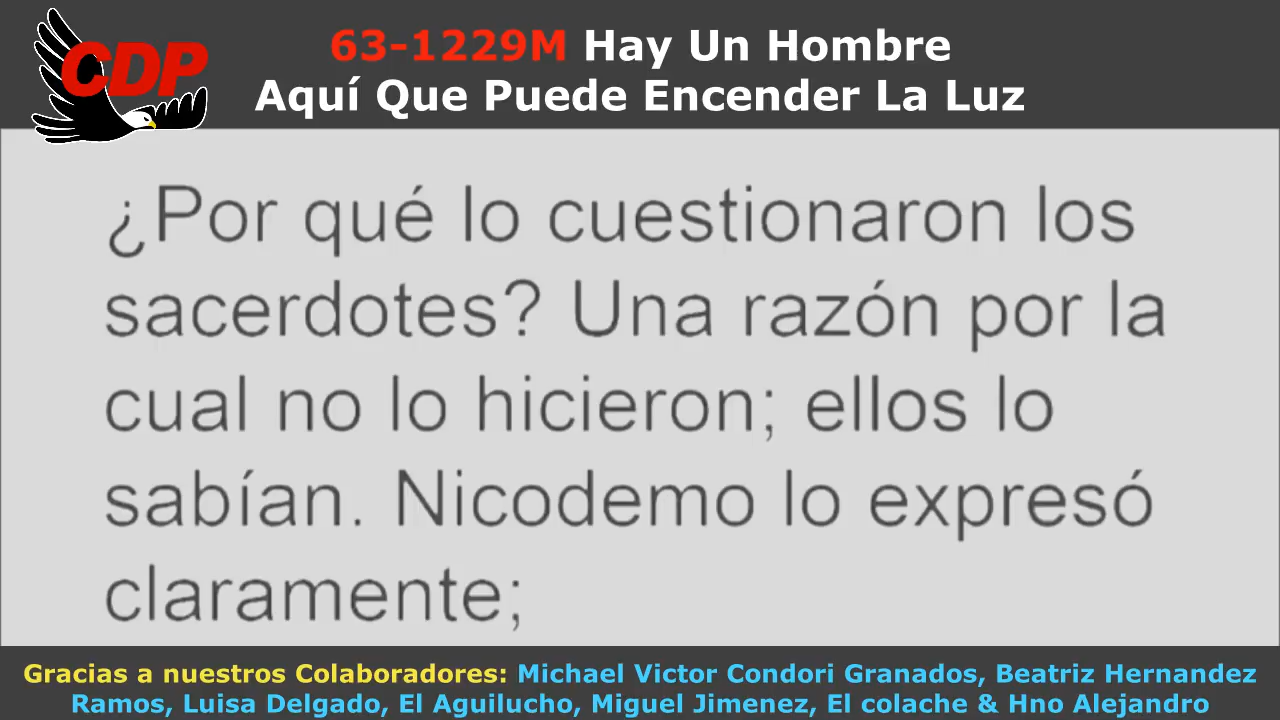 CDP
63-1229M Hay Un Hombre
Aquí Que Puede Encender La Luz
¿Por qué lo cuestionaron los
sacerdotes? Una razón por la
cual no lo hicieron; ellos lo
sabían. Nicodemo lo expresó
claramente;
Gracias a nuestros Colaboradores: Michael Victor Condori Granados, Beatriz Hernandez
Ramos, Luisa Delgado, El Aguilucho, Miguel Jimenez, El colache & Hno Alejandro